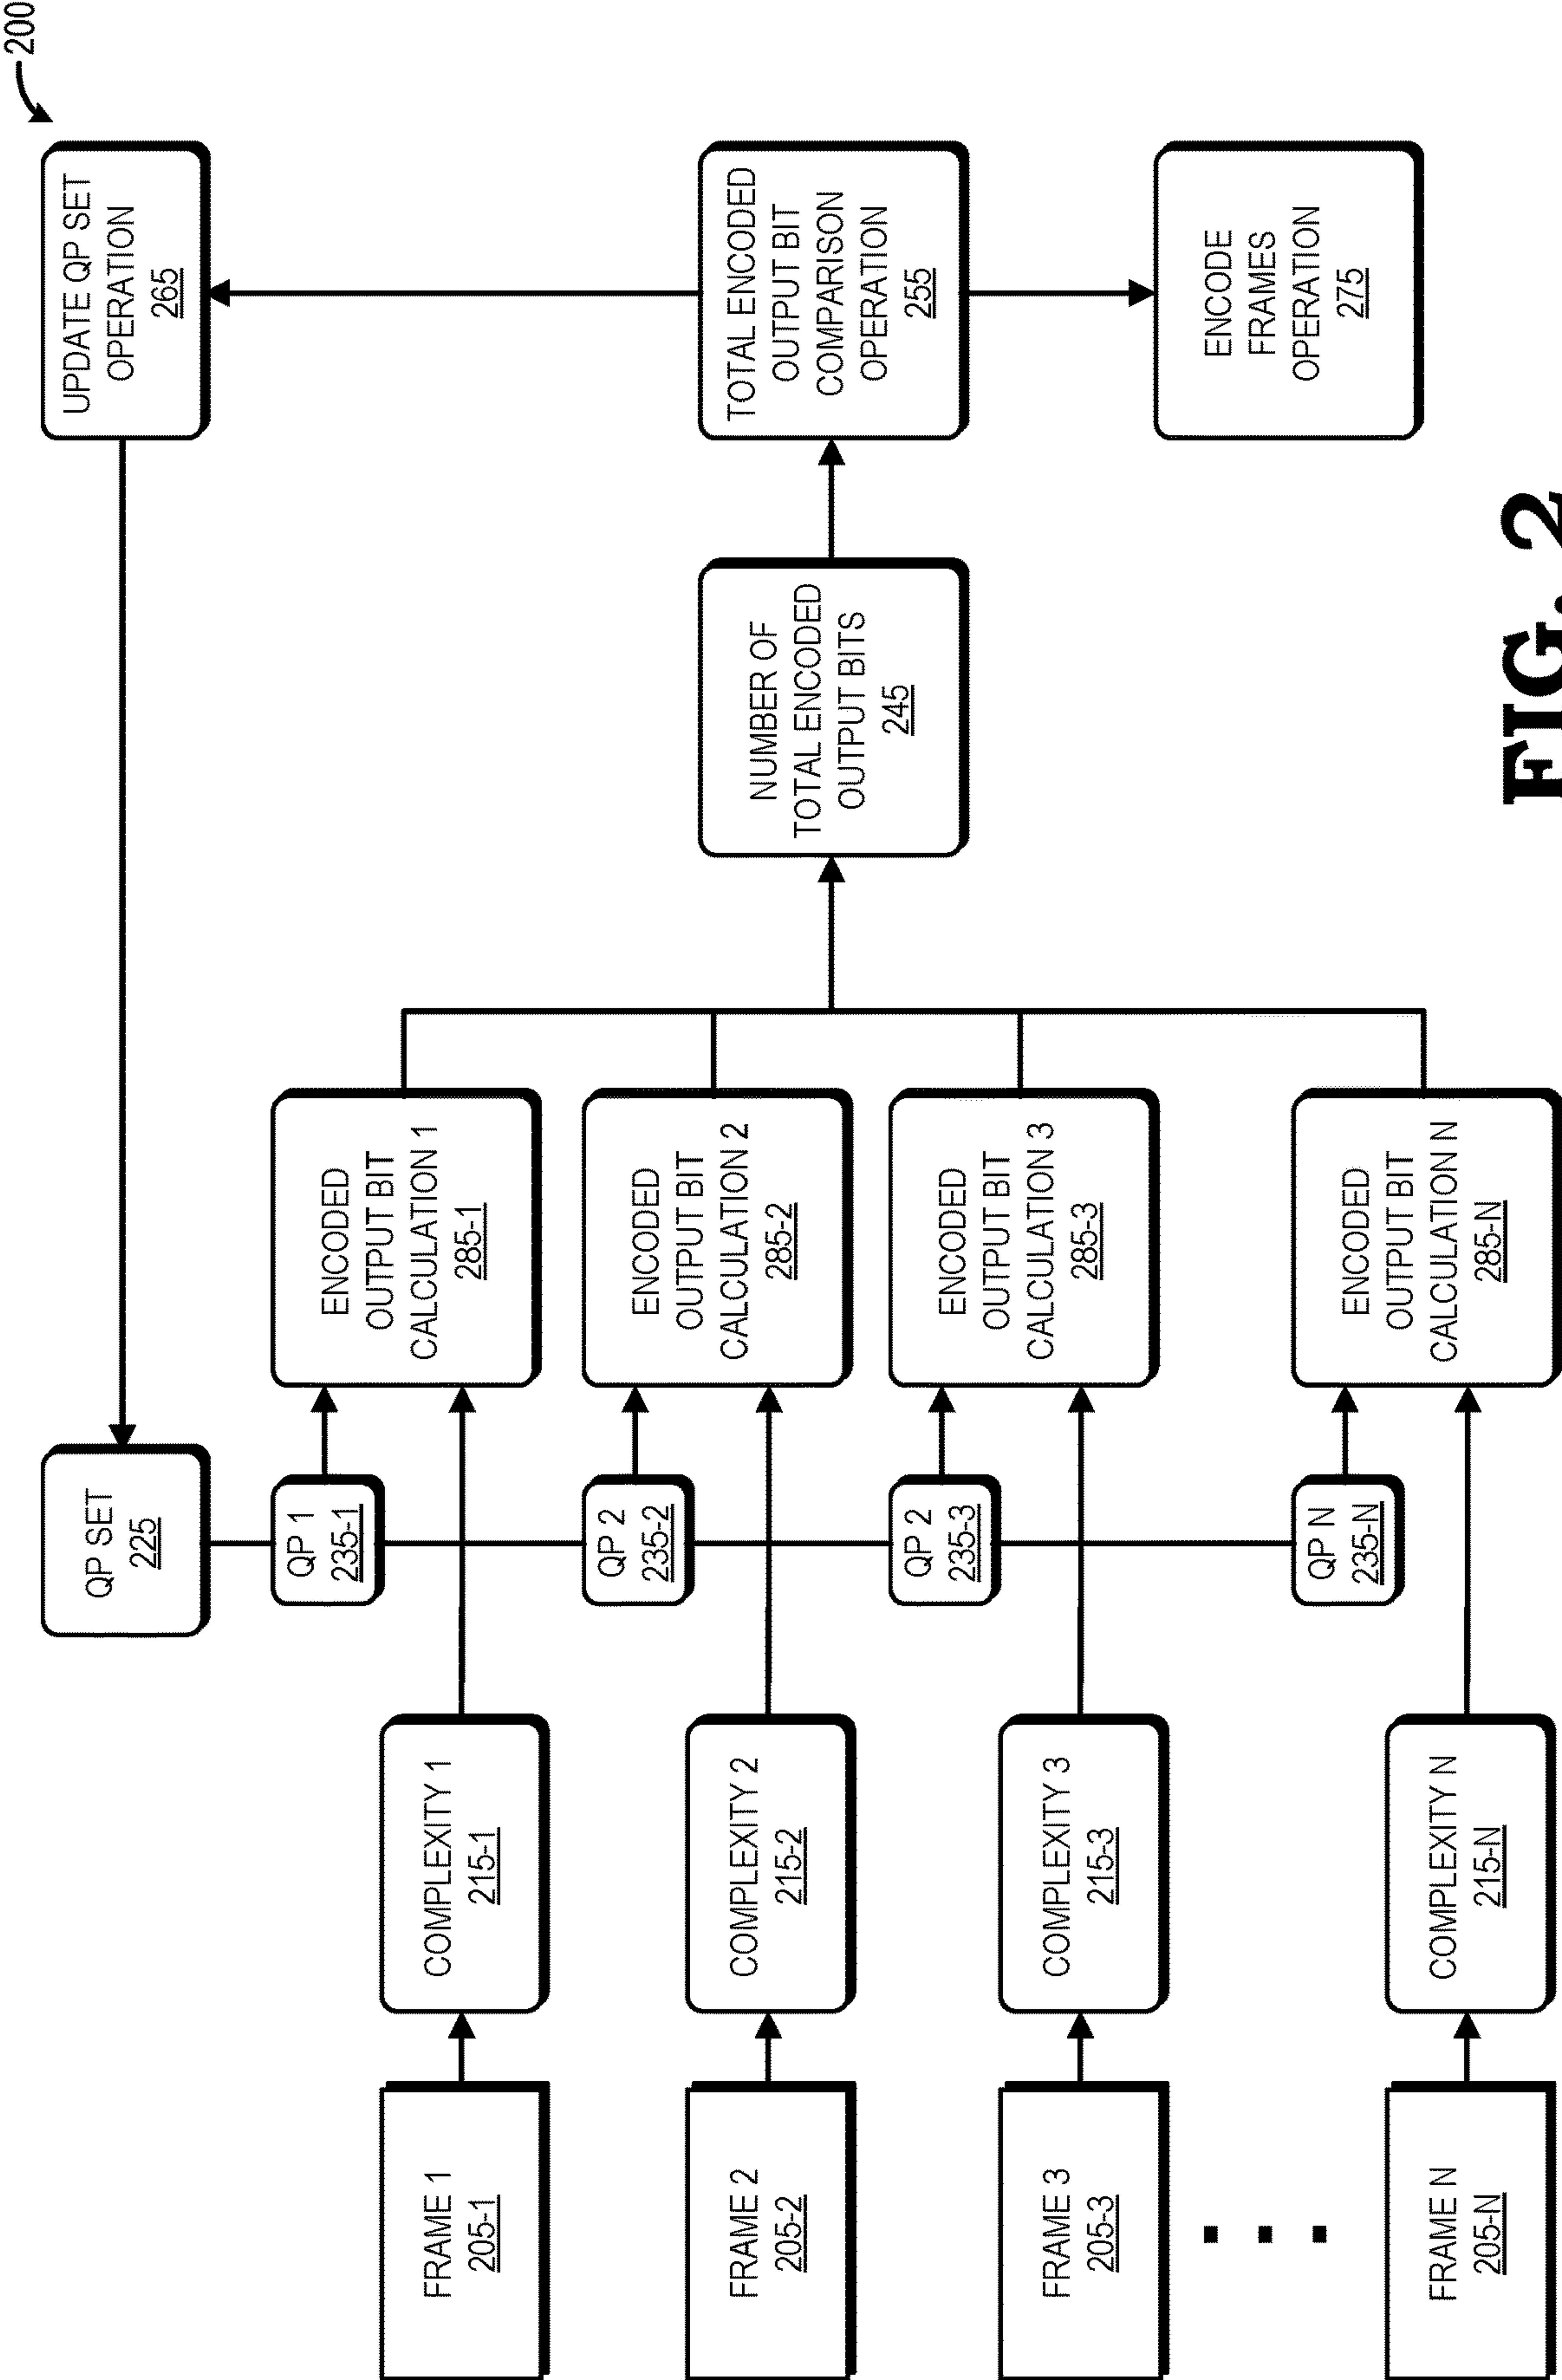 200
UPDATE QP SET
OPERATION
265
QP SET
225
QP 1
235-1
ENCODED
OUTPUT BIT
CALCULATION 1
285-1
FRAME 1
205-1
COMPLEXITY 1
215-1
QP 2
235-2
ENCODED
OUTPUT BIT
CALCULATION 2
285-2
FRAME 2
205-2
COMPLEXITY 2
215-2
NUMBER OF
TOTAL ENCODED
OUTPUT BITS
245
TOTAL ENCODED
OUTPUT BIT
COMPARISON
OPERATION
255
QP 2
235-3
ENCODED
OUTPUT BIT
CALCULATION 3
285-3
FRAME 3
205-3
COMPLEXITY 3
215-3
ENCODE
FRAMES
OPERATION
275
QP N
235-N
ENCODED
OUTPUT BIT
CALCULATION N
285-N
FRAME N
205-N
COMPLEXITY N
215-N
FIG. 2